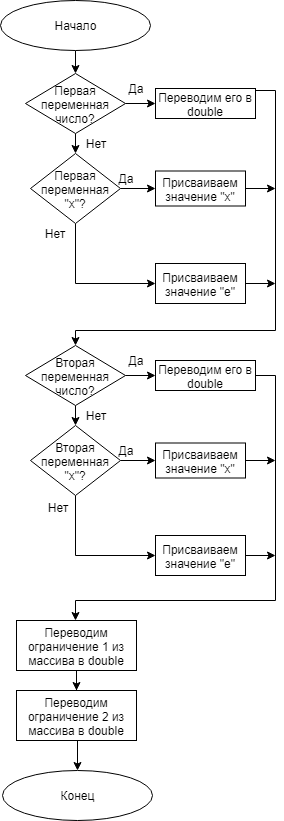 Начало
Первая
переменная
число?
Да
Переводим его в
double
Нет
Первая
переменная
"x"?
Да
Присваиваем
значение "x"
Нет
Присваиваем
значение "e"
Вторая
переменная
число?
Да
Переводим его в
double
Нет
Вторая
переменная
"x"?
Да
Присваиваем
значение "x"
Нет
Присваиваем
значение "e"
Переводим
ограничение 1 из
массива в double
Переводим
ограничение 2 из
массива в double
Конец